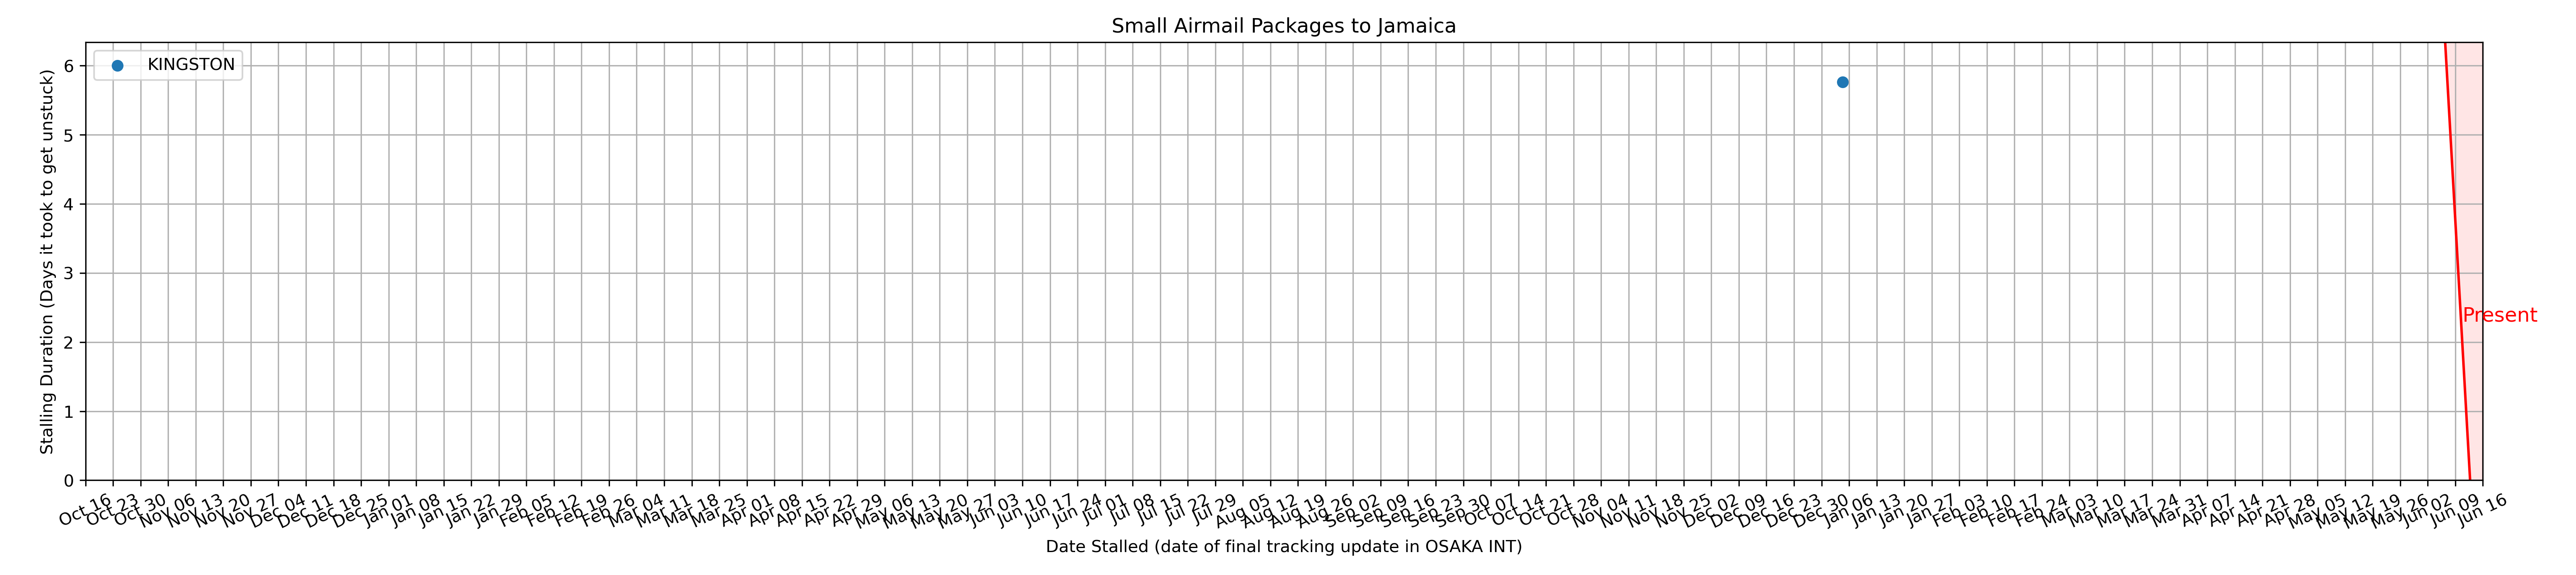 Small Airmail Packages to Jamaica
KINGSTON
Stalling Duration (Days it took to get unstuck)
6
5
4
3
2
1
0
Present
Oct 16
Oct 23
Oct 30
Nov 06
Nov 13
Nov 20
Nov 27
Dec 04
Dec 11
Dec 18
Dec 25
Jan 01
Jan 08
Jan 15
Jan 22
Jan 29
Feb 05
Feb 12
Feb 19
Feb 26
Mar 04
Mar 11
Mar 18
Mar 25
Apr 01
Apr 08
Apr 15
Apr 22
Apr 29
May 06
May 13
May 20
May 27
Jun 03
Jun 10
Jun 17
Jun 24
Jul 01
Jul 08
Jul 15
Jul 22
Jul 29
Aug 05
Aug 12
Aug 19
Aug 26
Sep 02
Sep 09
Sep 16
Sep 23
Sep 30
Oct 07
Oct 14
Oct 21
Oct 28
Nov 04
Nov 11
Nov 18
Nov 25
Dec 02
Dec 09
Dec 16
Dec 23
Dec 30
Jan 06
Jan 13
Jan 20
Jan 27
Feb 03
Feb 10
Feb 17
Feb 24
Mar 03
Mar 10
Mar 17
Mar 24
Mar 31
Apr 07
Apr 14
Apr 21
Apr 28
May 05
May 12
May 19
May 26
Jun 02
Jun 09
Jun 16
Date Stalled (date of final tracking update in OSAKA INT)